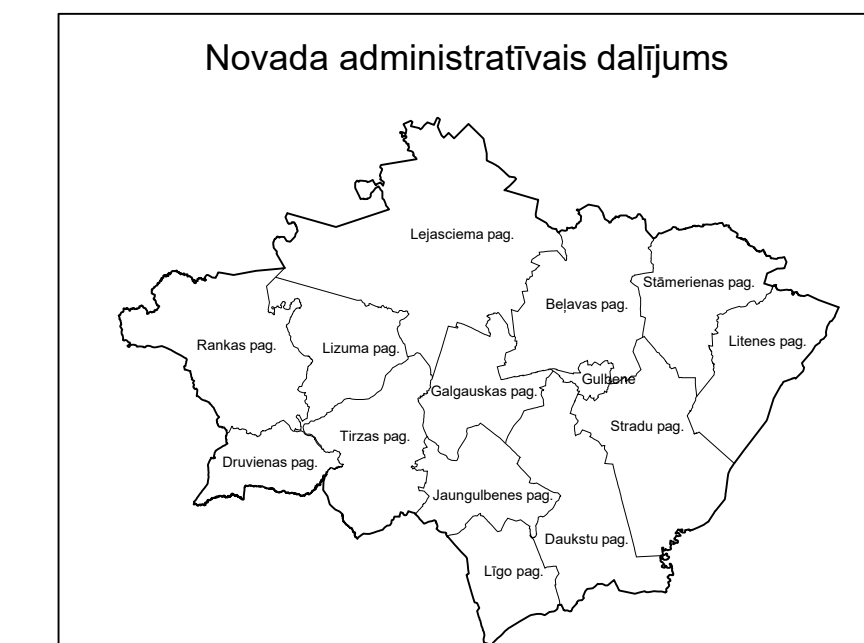 Novada administratīvais dalījums
Lejasciema pag.
Stāmerienas pag.
Beļavas pag.
Litenes pag.
Rankas pag.
Lizuma pag.
Gulbene
Galgauskas pag.
Stradu pag.
Tirzas pag.
Druvienas pag.
Jaungulbenes pag.
Daukstu pag.
Līgo pag.